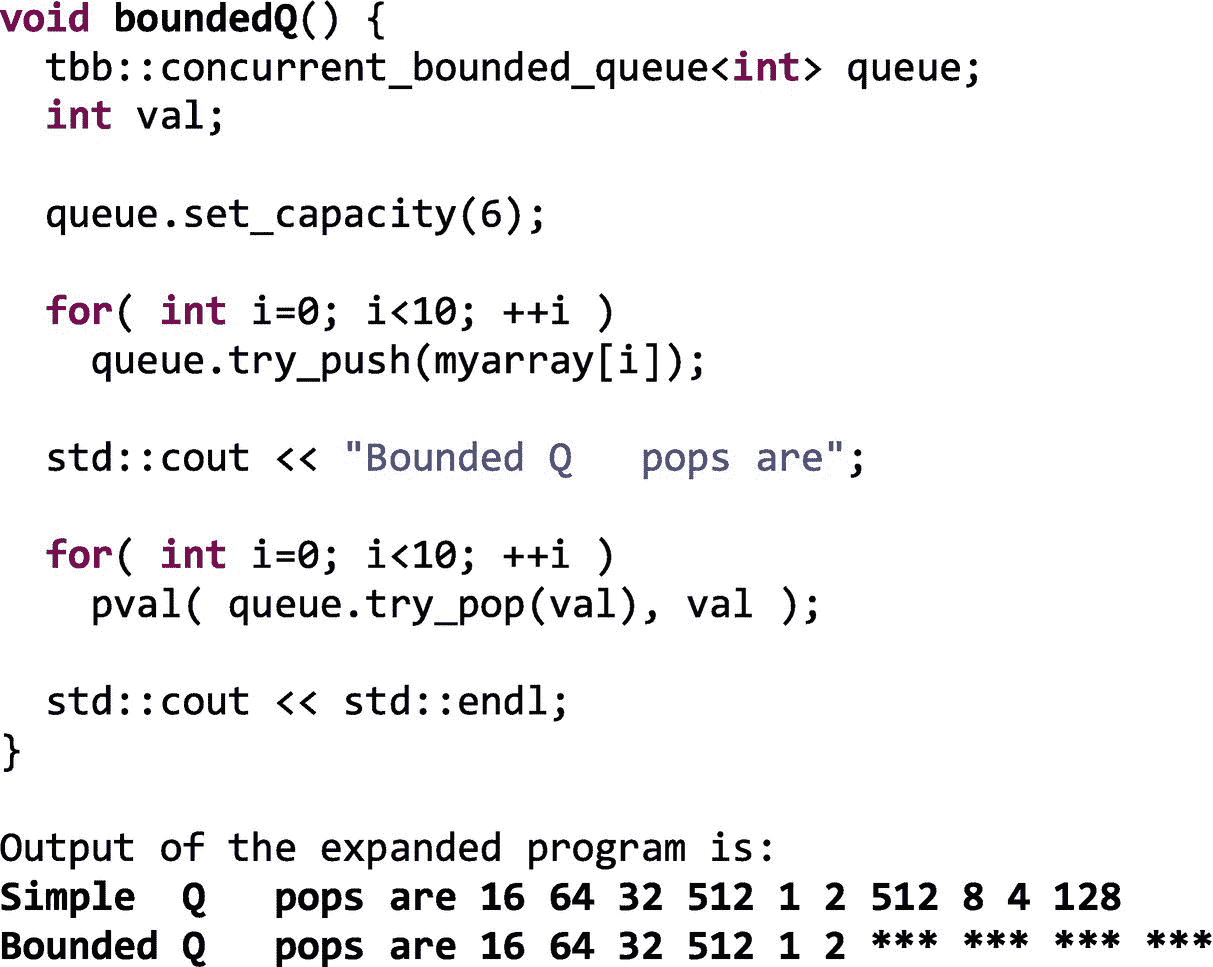 void boundedQ() {
  tbb::concurrent_bounded_queue<int> queue;
  int val;

  queue.set_capacity(6);

  for( int i=0; i<10; ++i )
    queue.try_push(myarray[i]);

  std::cout << "Bounded Q   pops are";

  for( int i=0; i<10; ++i )
    pval( queue.try_pop(val), val );

  std::cout << std::endl;
}

Output of the expanded program is:
Simple  Q   pops are 16 64 32 512 1 2 512 8 4 128
Bounded Q   pops are 16 64 32 512 1 2 *** *** *** ***